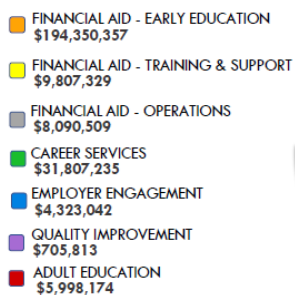 FINANCIAL AID - EARLY EDUCATION
$194,350,357
FINANCIAL AID - TRAINING & SUPPORT
$9,807,329
FINANCIAL AID - OPERATIONS
$8,090,509
CAREER SERVICES
$31,807,235
EMPLOYER ENGAGEMENT
$4,323,042
QUALITY IMPROVEMENT
$705,813
ADULT EDUCATION
$5,998,174